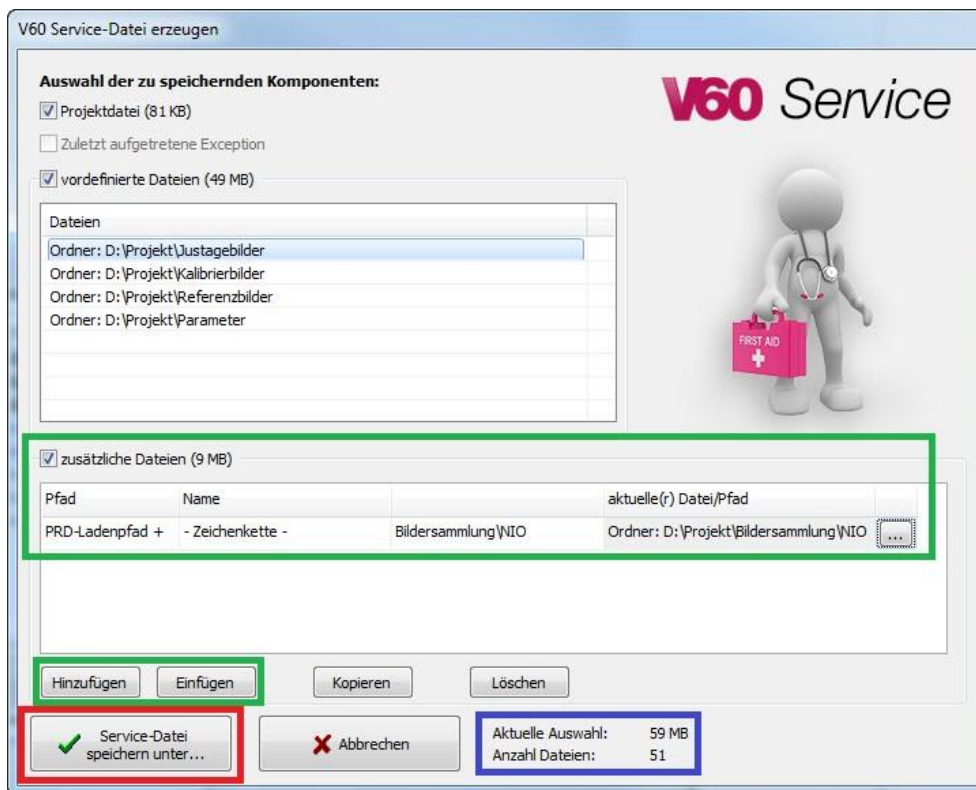 V60 Service-Datei erzeugen
Auswahl der zu speichernden Komponenten:
Projektdatei (81 KB)
V60 Service
Zuletzt aufgetretene Exception
vordefinierte Dateien (49 MB)
Dateien
Ordner: D:\Projekt\Justagebilder
Ordner: D:\Projekt\Kalibrierbilder
Ordner: D:\Projekt\Referenzbilder
Ordner: D:\Projekt\Parameter
FIRST AID
zusätzliche Dateien (9 MB)
Pfad Name aktuelle(r) Datei/Pfad
PRD-Ladenpfad + - Zeichenkette - Bildersammlung\NIO Ordner: D:\Projekt\Bildersammlung\NIO ...
Hinzufügen Einfügen Kopieren Löschen
Service-Datei
speichern unter...
Abbrechen
Aktuelle Auswahl: 59 MB
Anzahl Dateien: 51